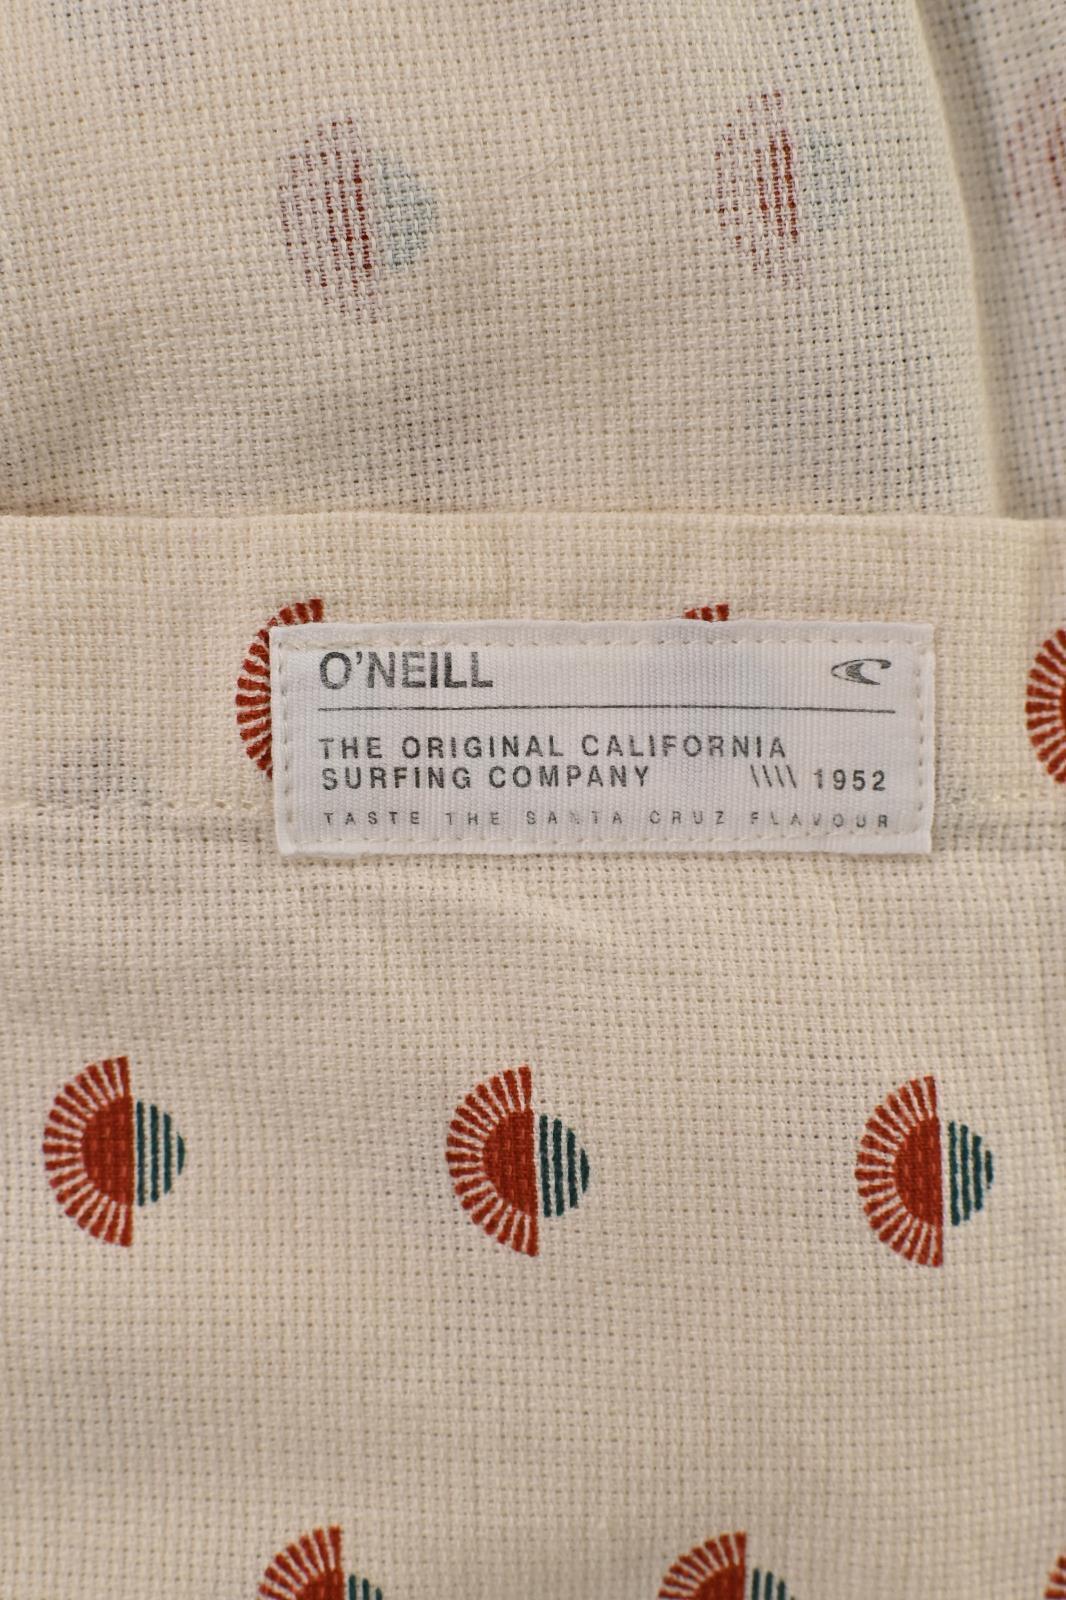 O'NEILL
THE ORIGINAL CALIFORNIA
SURFING COMPANY \\\\ 1952
TASTE THE SANTA CRUZ FLAVOUR